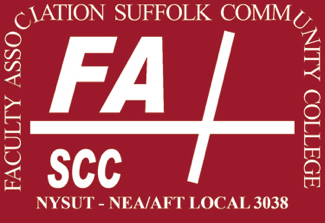 FACULTY ASSOCIATION SUFFOLK COMMUNITY COLLEGE
FA
SCC
NYSUT - NEA/AFT LOCAL 3038